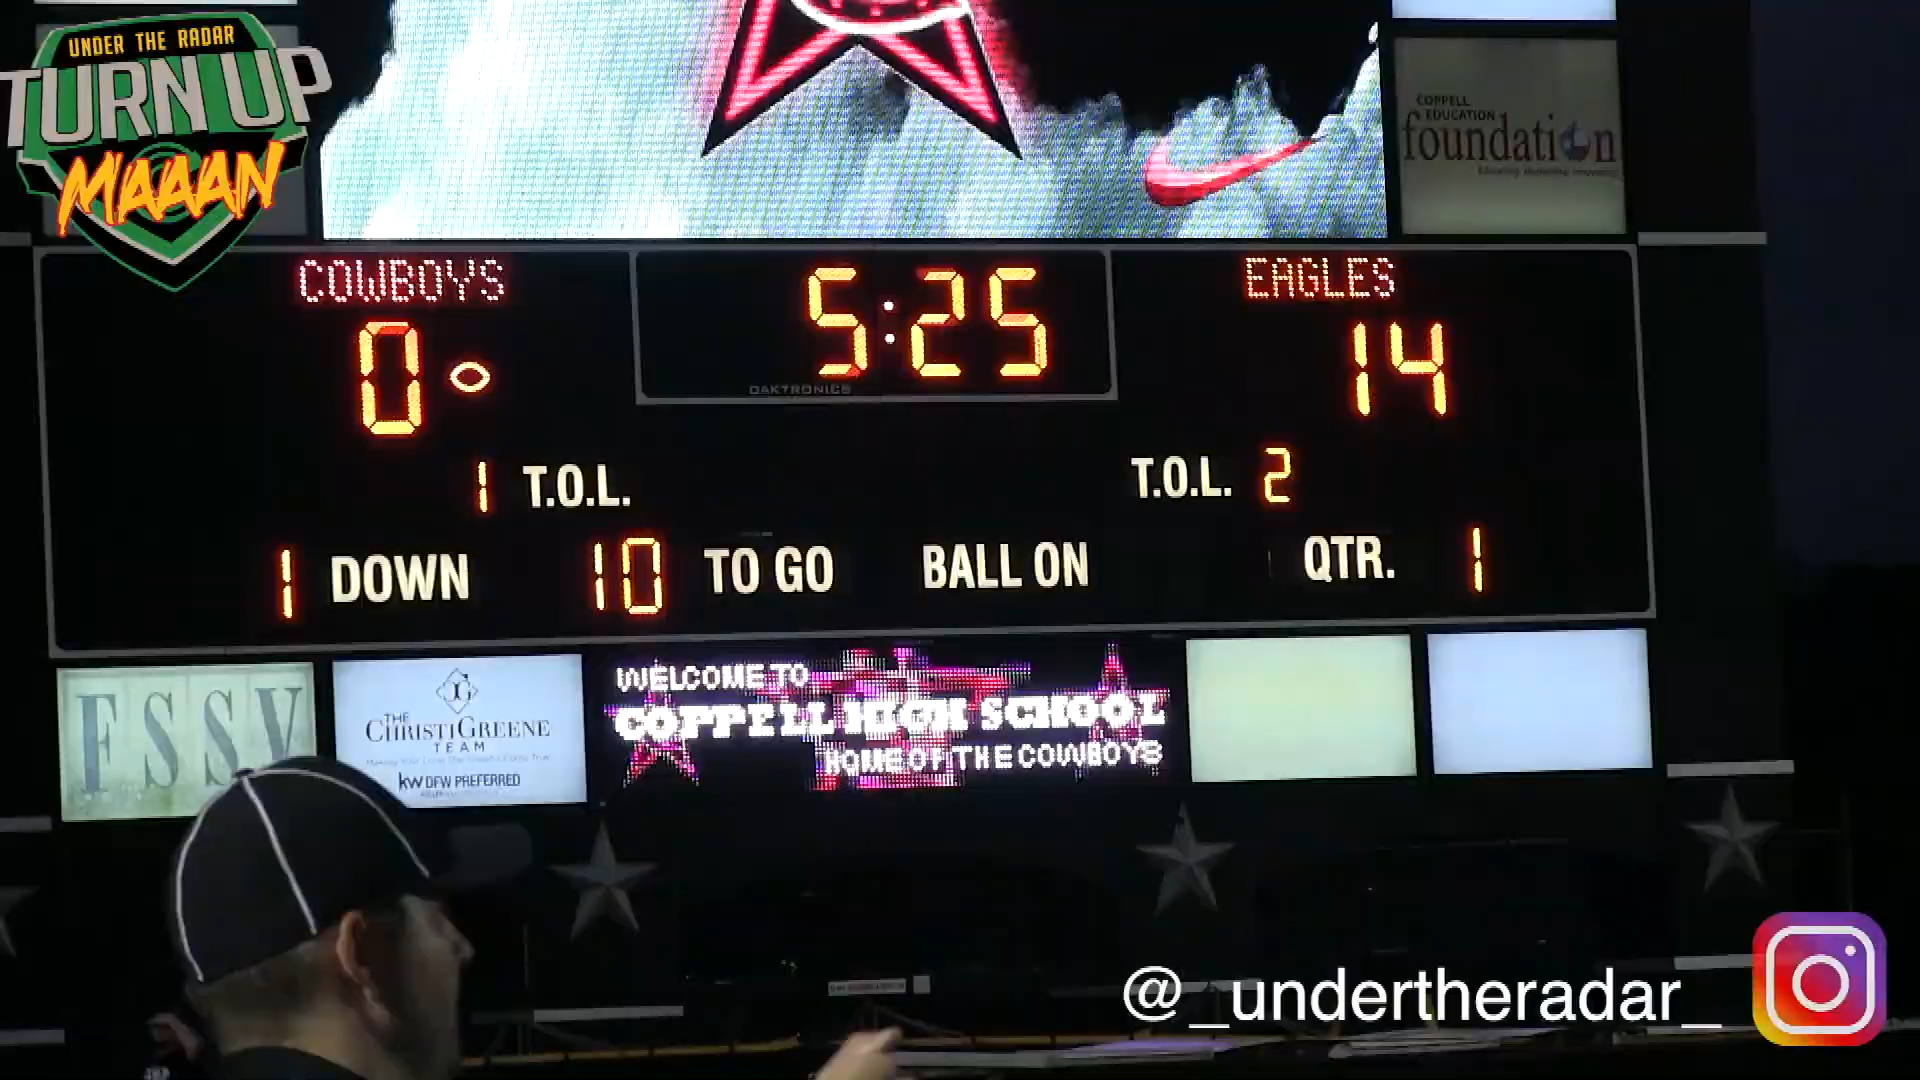 UNDER THE RADAR
TURN UP
MAAAN
COPPELL
EDUCATION
foundation
COWBOYS
5:25
EAGLES
0
14
DAKTRONICS
1 T.O.L.
T.O.L. 2
1 DOWN 10 TO GO BALL ON QTR. 1
FSSV
THE
CHRISTI GREENE
TEAM
kw DFW PREFERRED
WELCOME TO
COPPELL HIGH SCHOOL
HOME OF THE COWBOYS
@_undertheradar_